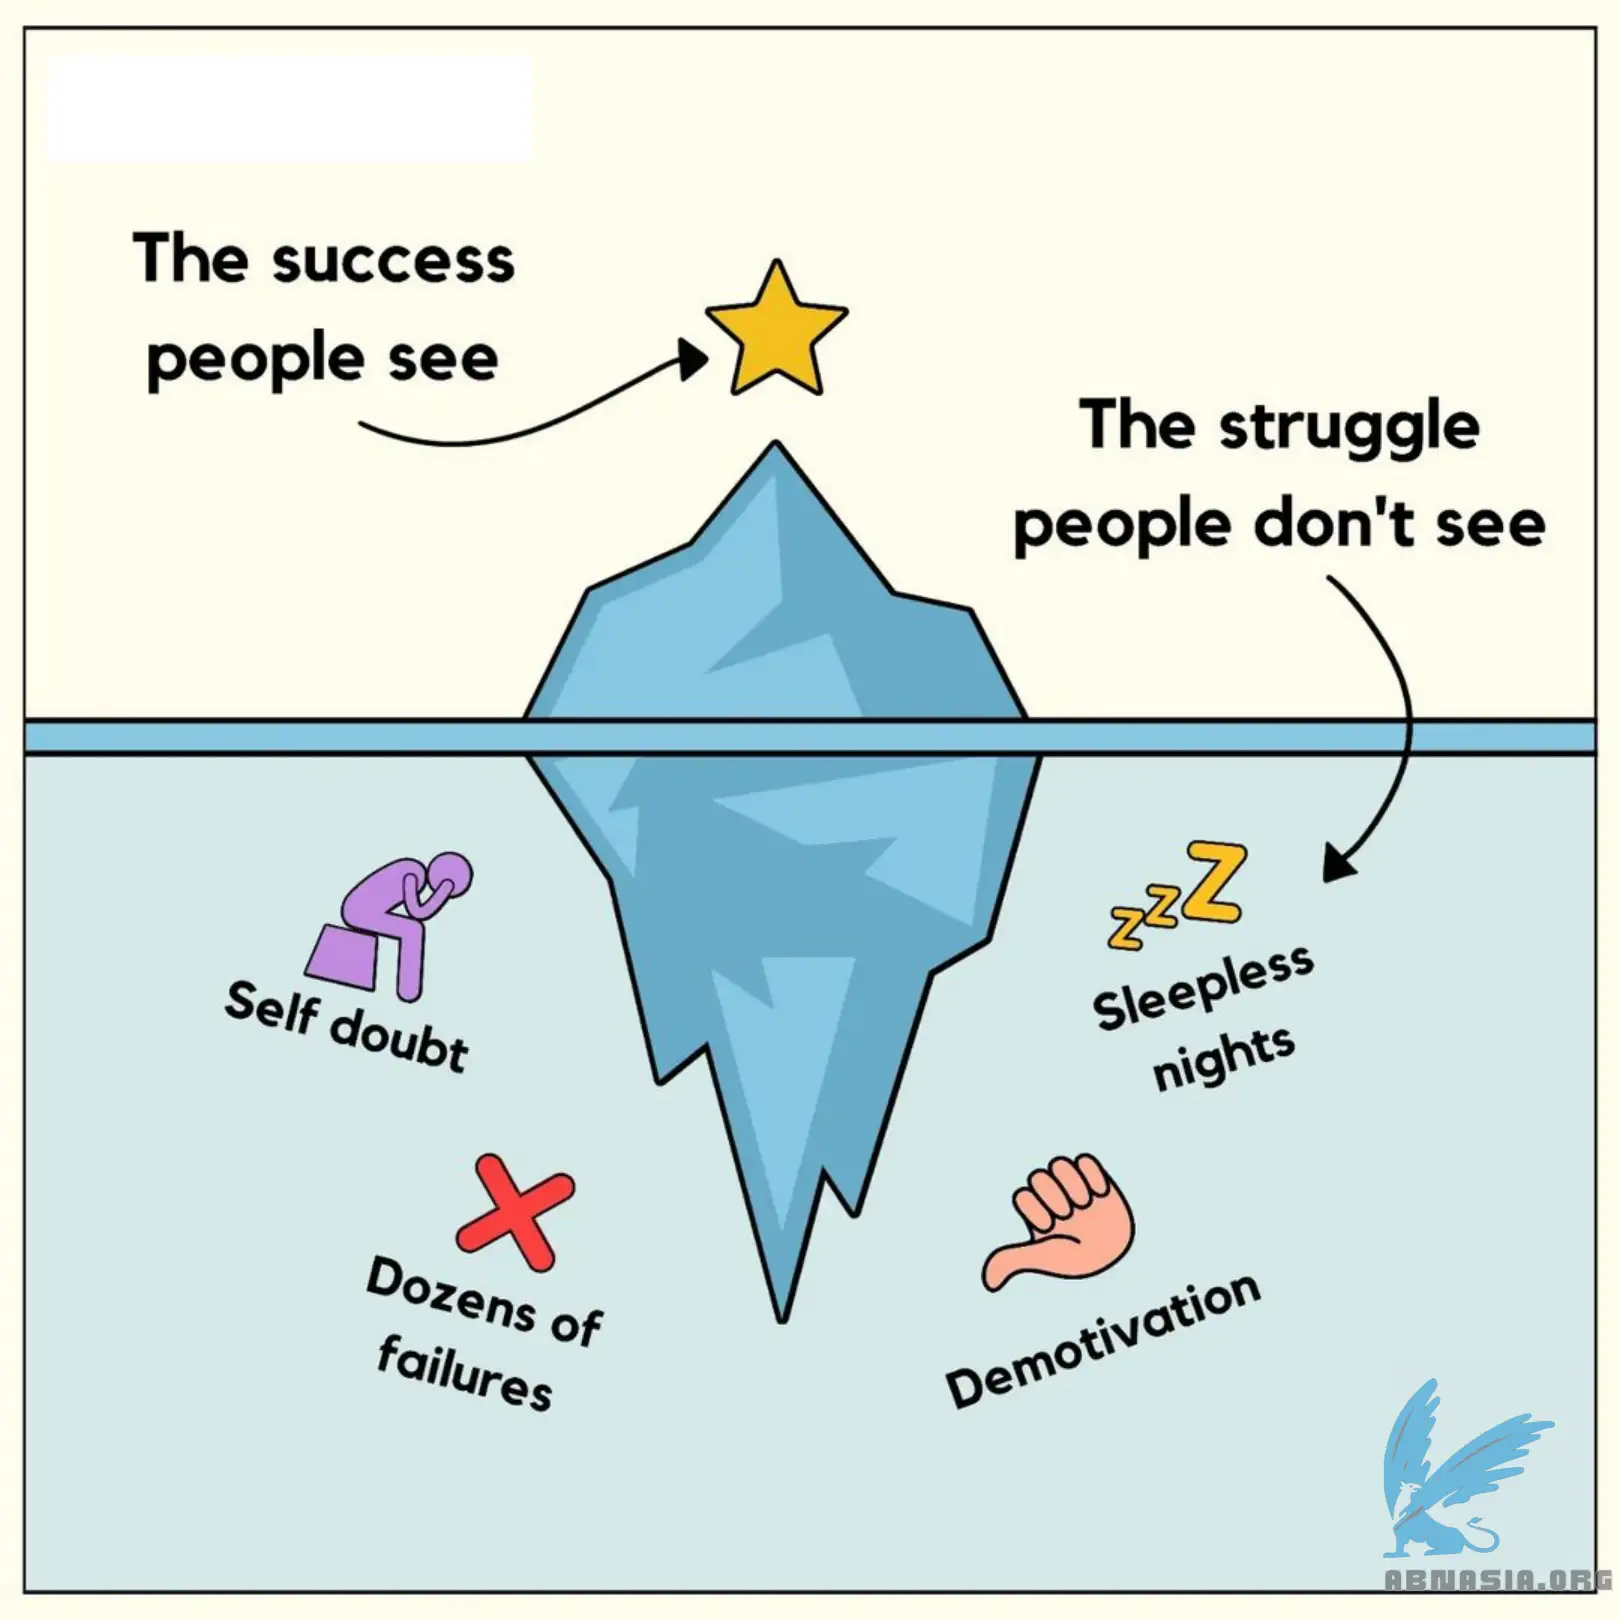 The success
people see
The struggle
people don't see
Self doubt
zzZ
Sleepless
nights
Dozens of
failures
Demotivation
ABNASIA.ORG